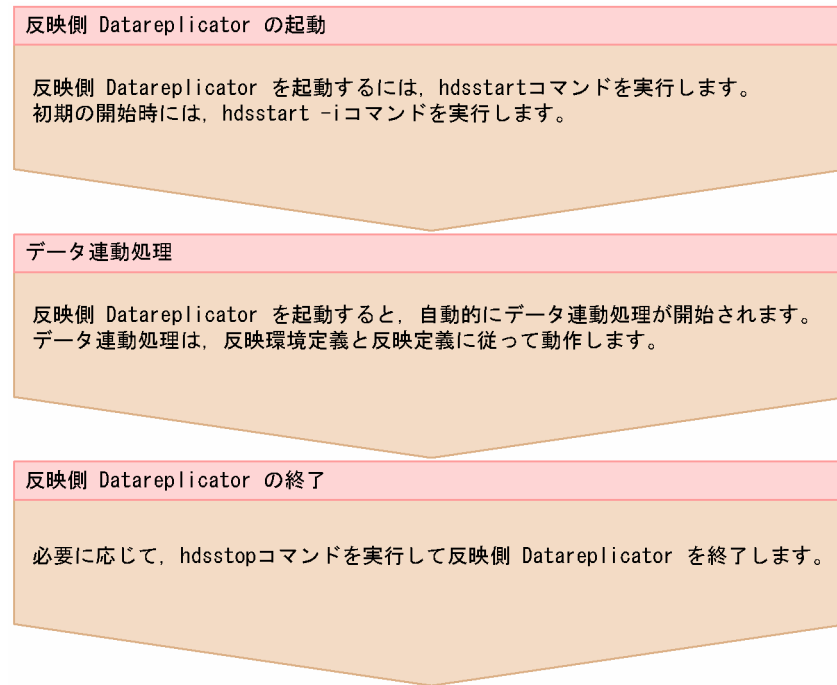 反映側 Datareplicator の起動
反映側 Datareplicator を起動するには，hdsstartコマンドを実行します。
初期の開始時には，hdsstart -iコマンドを実行します。
データ連動処理
反映側 Datareplicator を起動すると，自動的にデータ連動処理が開始されます。
データ連動処理は，反映環境定義と反映定義に従って動作します。
反映側 Datareplicator の終了
必要に応じて，hdsstopコマンドを実行して反映側 Datareplicator を終了します。